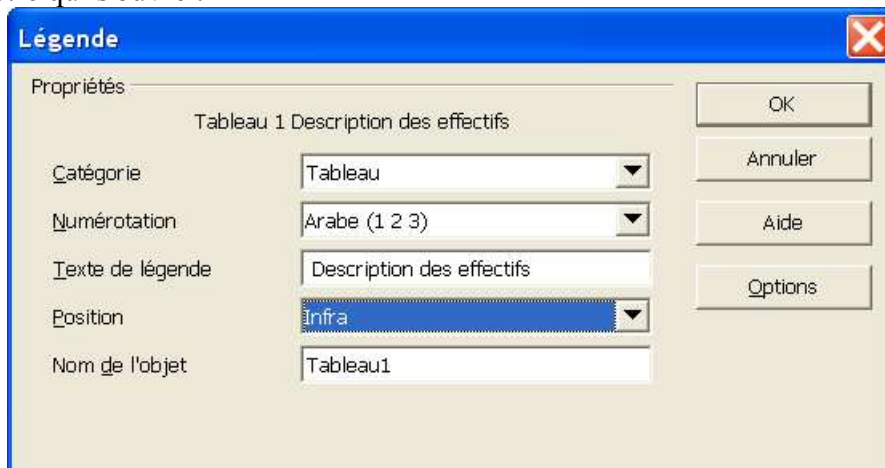 Légende
Propriétés
Tableau 1 Description des effectifs
Catégorie
Tableau
Numérotation
Arabe (1 2 3)
Texte de légende
Description des effectifs
Position
Infra
Nom de l'objet
Tableau1
OK
Annuler
Aide
Options